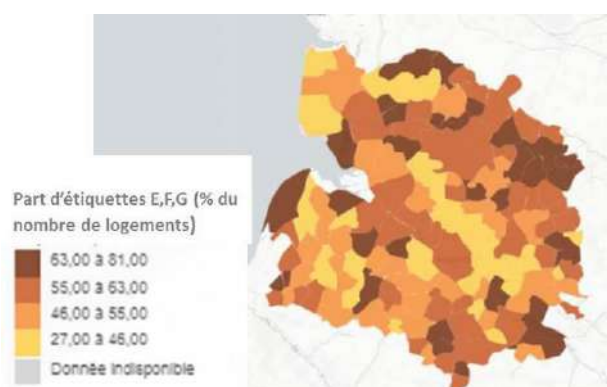 Part d'étiquettes E,F,G (% du
nombre de logements)
63,00 à 81,00
55,00 à 63,00
46,00 à 55,00
27,00 à 46,00
Donnée indisponible